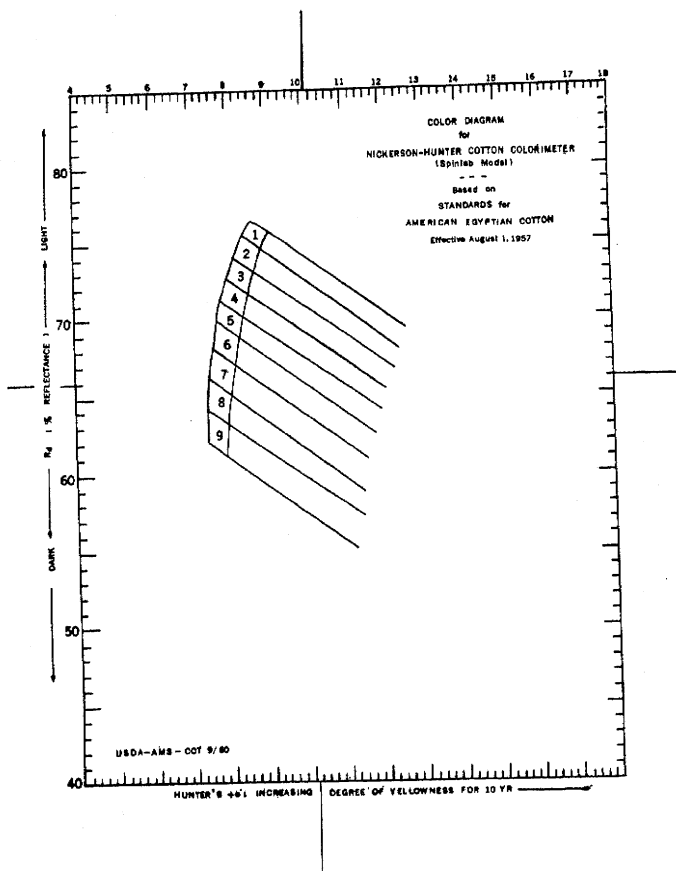 4 5 6 7 8 9 10 11 12 13 14 15 16 17 18
COLOR DIAGRAM
for
NICKERSON-HUNTER COTTON COLORIMETER
(Spinlab Model)
- - -
Based on
STANDARDS for
AMERICAN EGYPTIAN COTTON
Effective August 1, 1957
80
70
60
50
40
LIGHT
Rd (% REFLECTANCE)
DARK
1
2
3
4
5
6
7
8
9
USDA-AMS-COT 9/80
HUNTER'S +b: INCREASING DEGREE OF YELLOWNESS FOR 10 YR